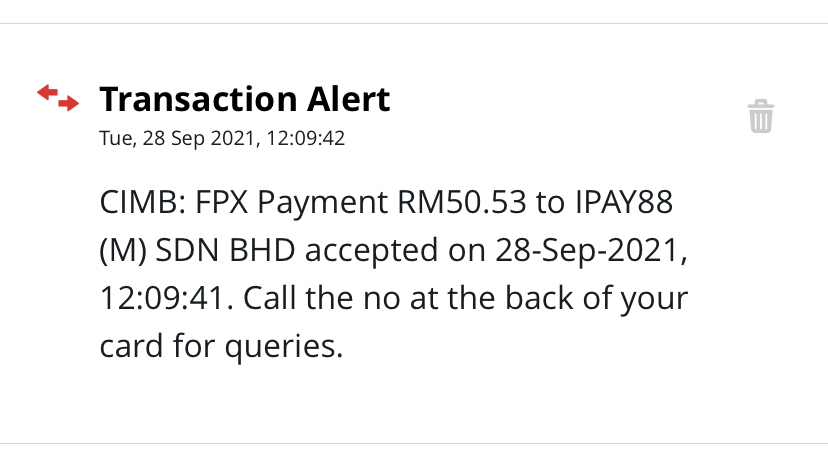 Transaction Alert
Tue, 28 Sep 2021, 12:09:42
CIMB: FPX Payment RM50.53 to IPAY88
(M) SDN BHD accepted on 28-Sep-2021,
12:09:41. Call the no at the back of your
card for queries.